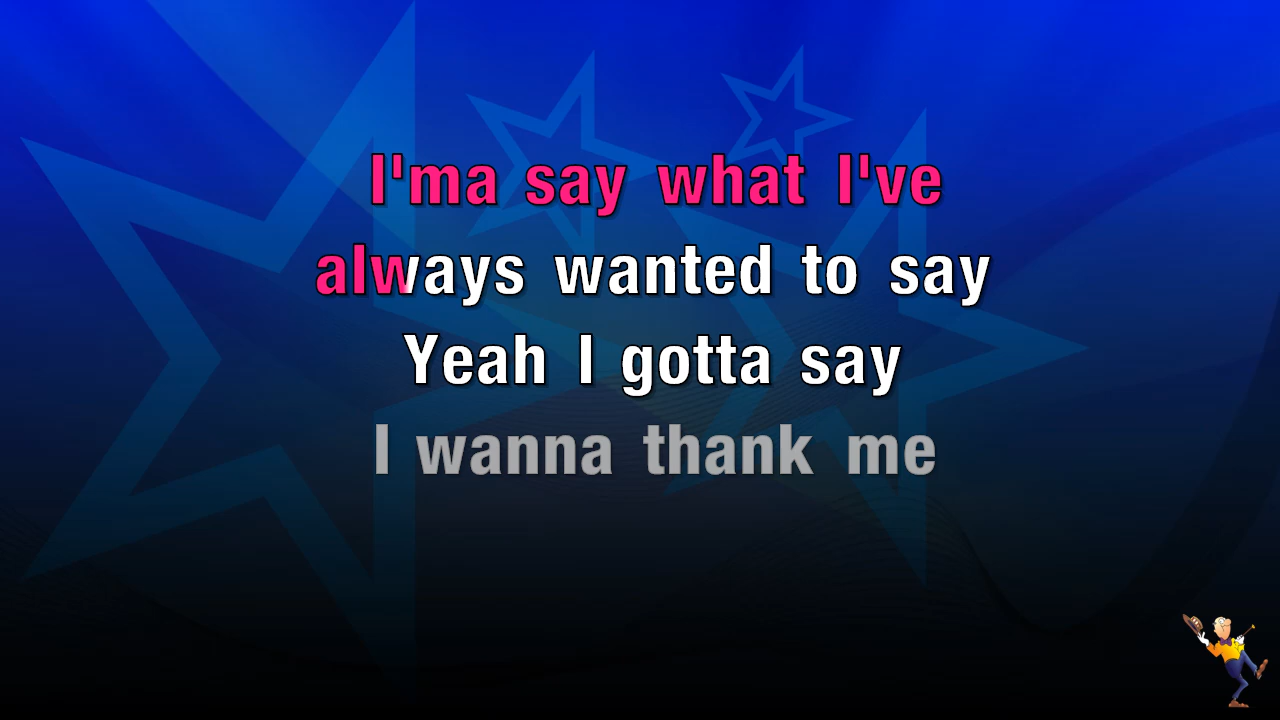 I'ma say what I've
always wanted to say
Yeah I gotta say
I wanna thank me